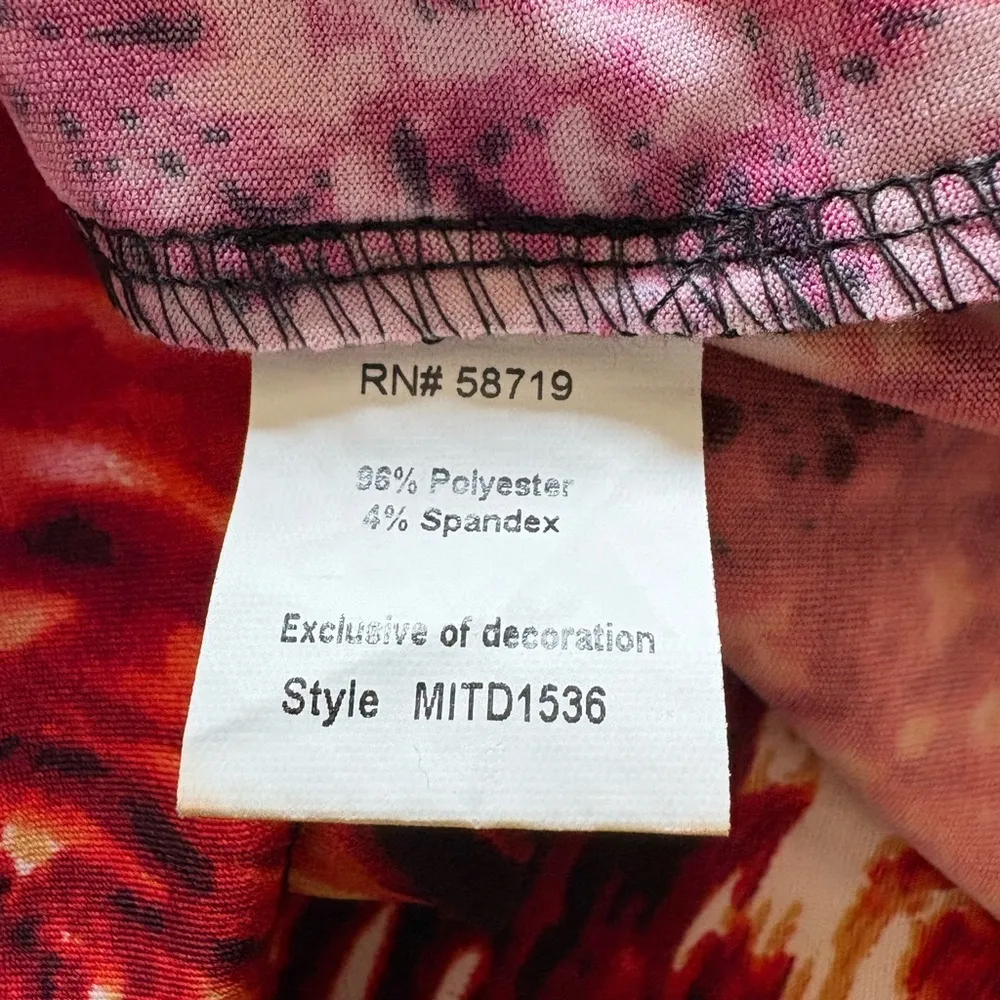 RN# 58719
96% Polyester
4% Spandex
Exclusive of decoration
Style MITD1536